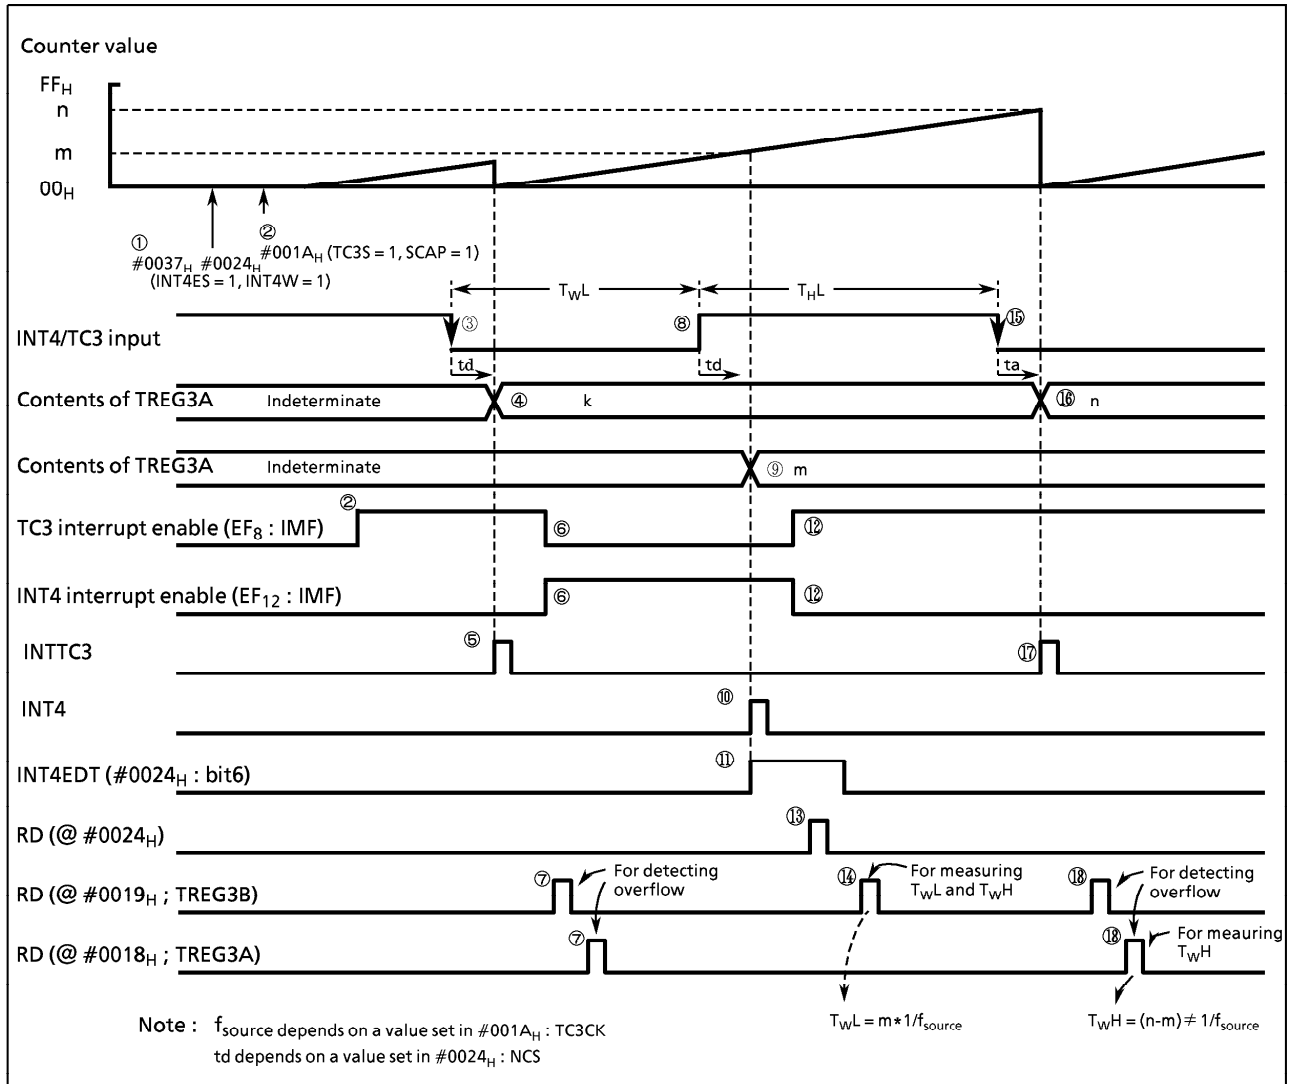 Counter value
FFH
n
m
00H
①
#0037H #0024H
(INT4ES = 1, INT4W = 1)
②
#001AH (TC3S = 1, SCAP = 1)
TWL
THL
INT4/TC3 input
③
⑧
⑮
td
td
ta
Contents of TREG3A
Indeterminate
④
k
⑯
n
Contents of TREG3A
Indeterminate
⑨
m
TC3 interrupt enable (EF8 : IMF)
②
⑥
⑫
INT4 interrupt enable (EF12 : IMF)
⑥
⑫
INTTC3
⑤
⑰
INT4
⑩
INT4EDT (#0024H : bit6)
⑪
RD (@ #0024H)
⑬
RD (@ #0019H ; TREG3B)
⑦
For detecting
overflow
⑭
For measuring
TWL and TWH
⑱
For detecting
overflow
RD (@ #0018H ; TREG3A)
⑦
⑱
For meauring
TWH
TWL = m*1/fsource
TWH = (n-m) ≠ 1/fsource
Note : fsource depends on a value set in #001AH : TC3CK
td depends on a value set in #0024H : NCS